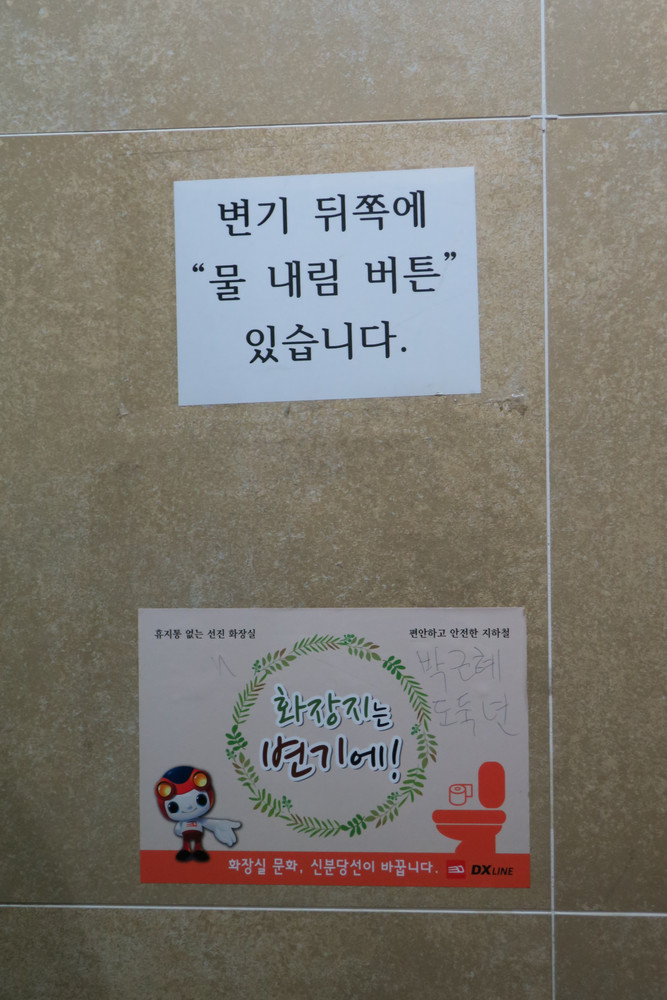 변기 뒤쪽에
“물 내림 버튼”
있습니다.
휴지통 없는 선진 화장실
편안하고 안전한 지하철
박근혜
도둑년
화장지는
변기에!
화장실 문화, 신분당선이 바꿉니다.
DX LINE